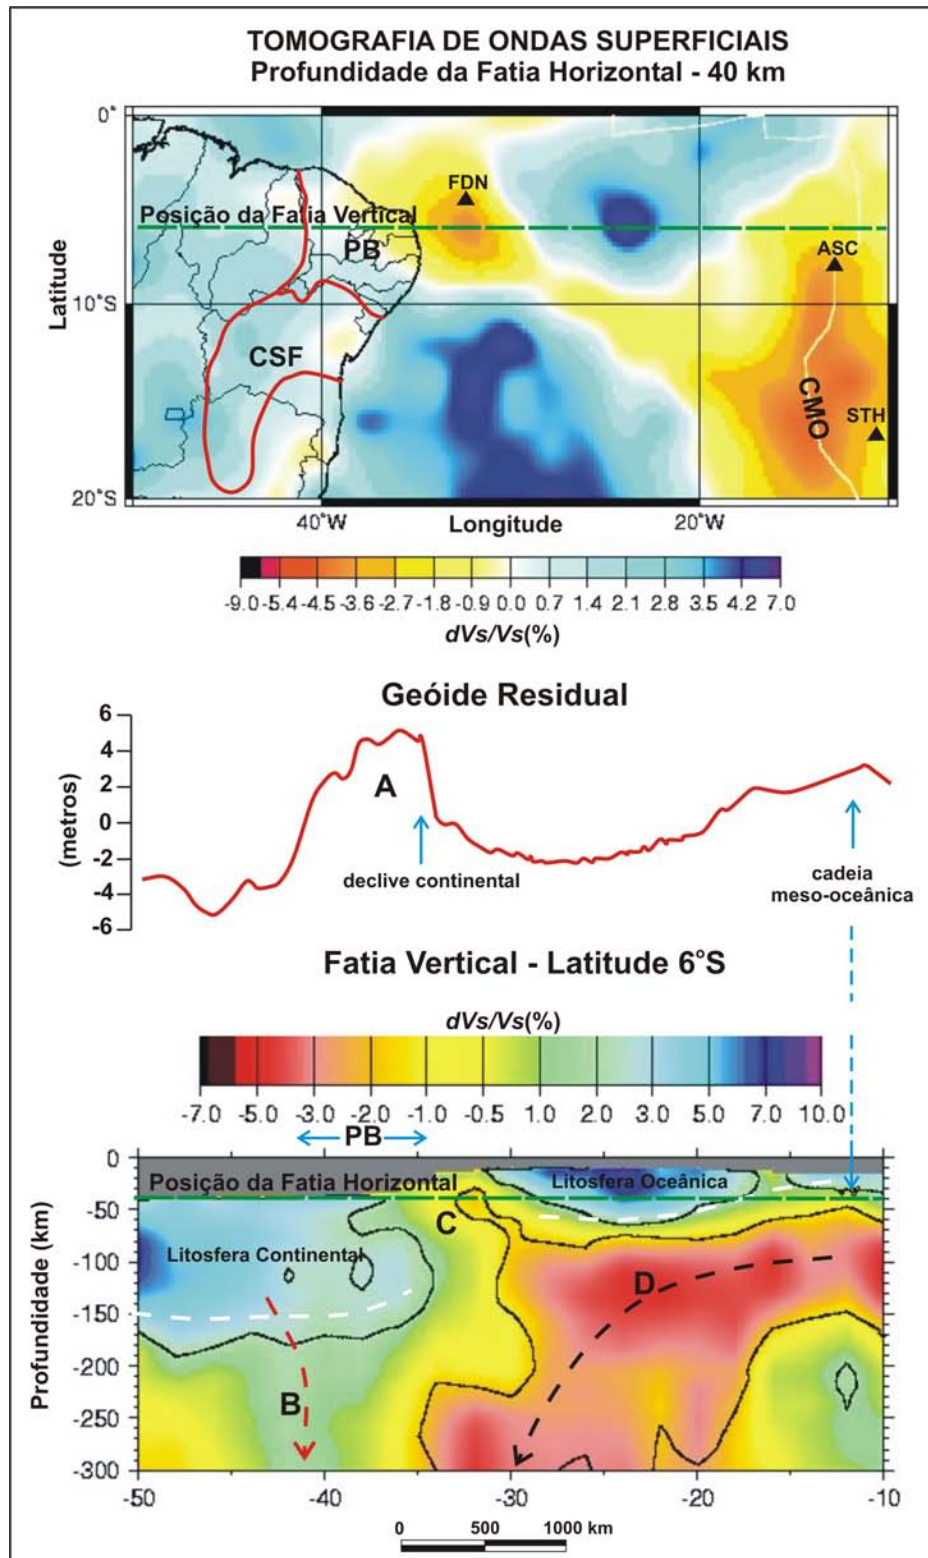 TOMOGRAFIA DE ONDAS SUPERFICIAIS
Profundidade da Fatia Horizontal - 40 km
0°
FDN
Posição da Fatia Vertical
PB
ASC
Latitude
10°S
CSF
CMO
STH
20°S
40°W
Longitude
20°W
-9.0 -5.4 -4.5 -3.6 -2.7 -1.8 -0.9 0.0 0.7 1.4 2.1 2.8 3.5 4.2 7.0
dVs/Vs(%)
Geóide Residual
6
4
2
0
-2
-4
-6
(metros)
A
declive continental
cadeia
meso-oceânica
Fatia Vertical - Latitude 6°S
dVs/Vs(%)
-7.0 -5.0 -3.0 -2.0 -1.0 -0.5 1.0 2.0 3.0 5.0 7.0 10.0
PB
0
-50
-100
-150
-200
-250
-300
Profundidade (km)
Posição da Fatia Horizontal
Litosfera Oceânica
C
Litosfera Continental
D
B
-50 -40 -30 -20 -10
0 500 1000 km